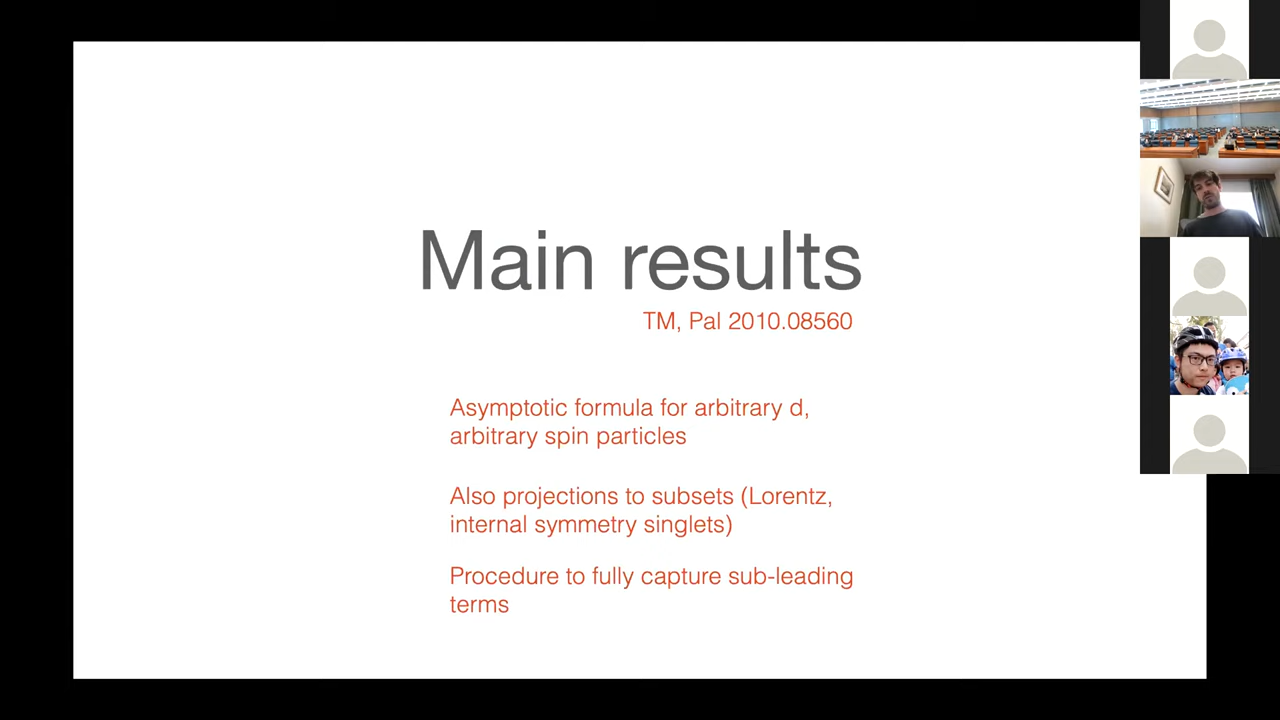 Main results
TM, Pal 2010.08560
Asymptotic formula for arbitrary d,
arbitrary spin particles
Also projections to subsets (Lorentz,
internal symmetry singlets)
Procedure to fully capture sub-leading
terms